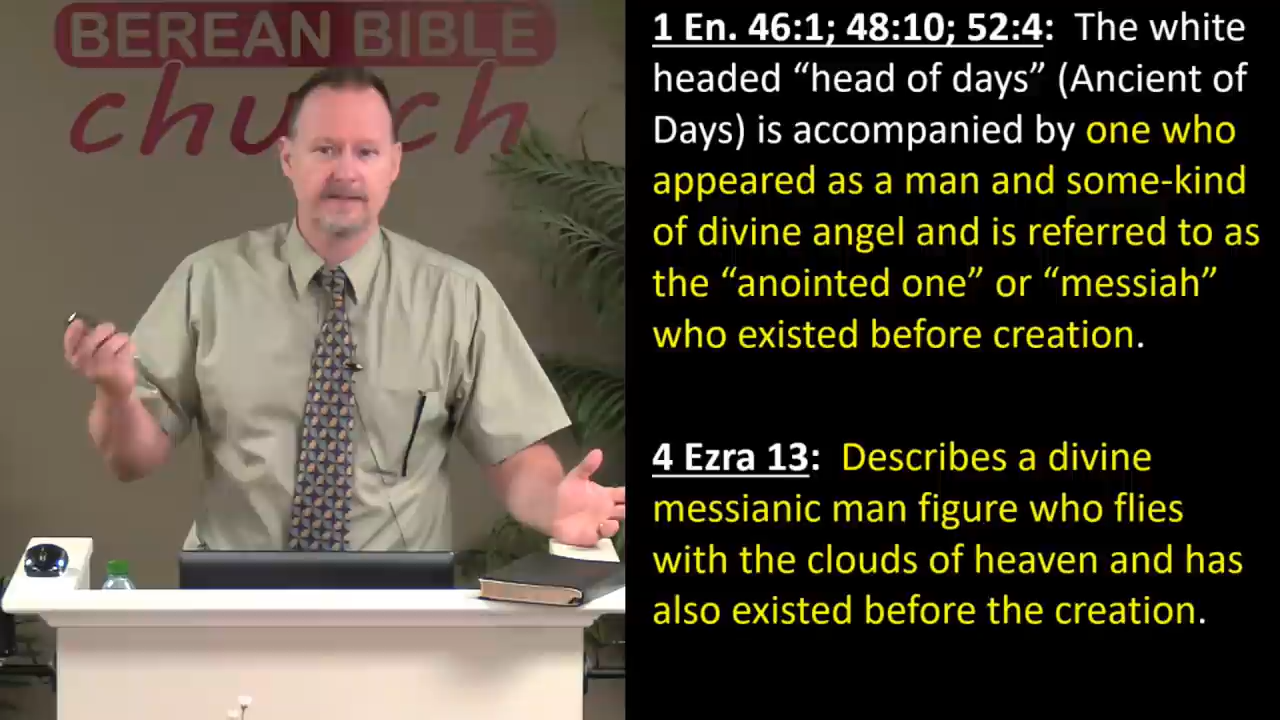 BEREAN BIBLE
church
1 En. 46:1; 48:10; 52:4: The white
headed “head of days” (Ancient of
Days) is accompanied by one who
appeared as a man and some-kind
of divine angel and is referred to as
the “anointed one” or “messiah”
who existed before creation.
4 Ezra 13: Describes a divine
messianic man figure who flies
with the clouds of heaven and has
also existed before the creation.